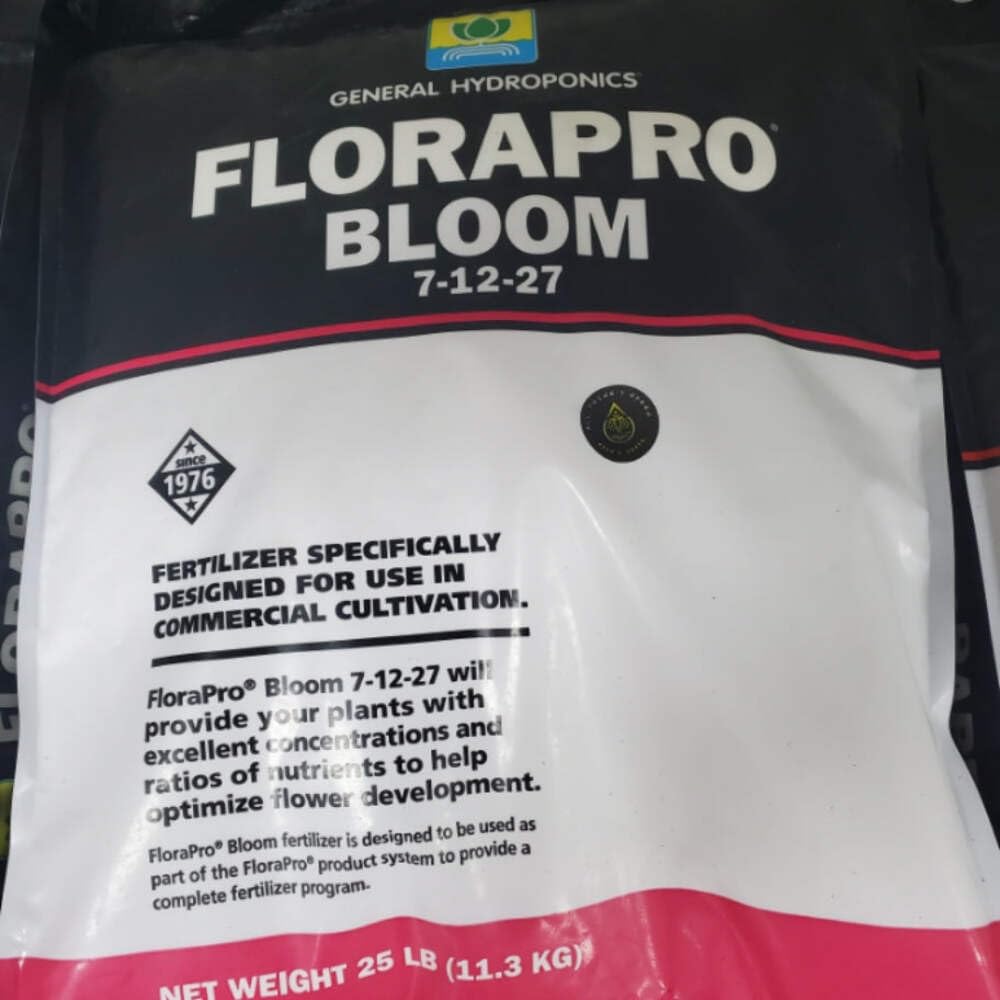 GENERAL HYDROPONICS
FLORAPRO®
BLOOM
7-12-27
since
1976
FERTILIZER SPECIFICALLY
DESIGNED FOR USE IN
COMMERCIAL CULTIVATION.
FloraPro® Bloom 7-12-27 will
provide your plants with
excellent concentrations and
ratios of nutrients to help
optimize flower development.
FloraPro® Bloom fertilizer is designed to be used as
part of the FloraPro® product system to provide a
complete fertilizer program.
NET WEIGHT 25 LB (11.3 KG)
FLORAPRO